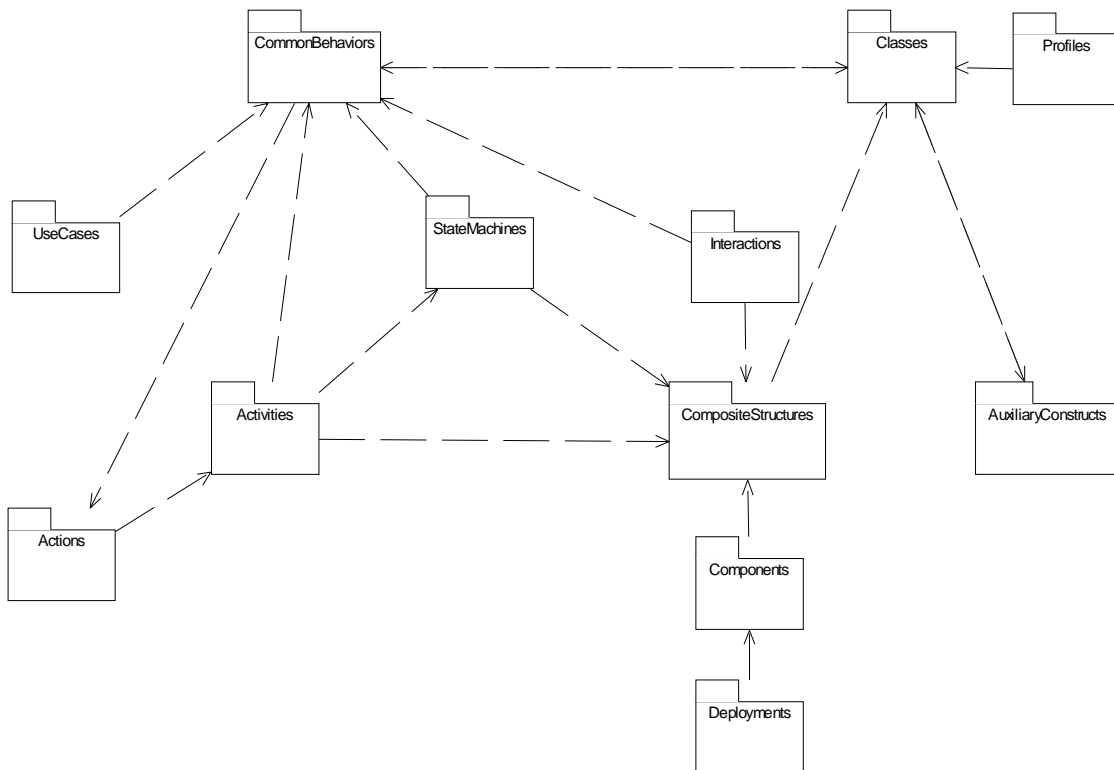 CommonBehaviors
Classes
Profiles
UseCases
StateMachines
Interactions
Activities
CompositeStructures
AuxiliaryConstructs
Actions
Components
Deployments